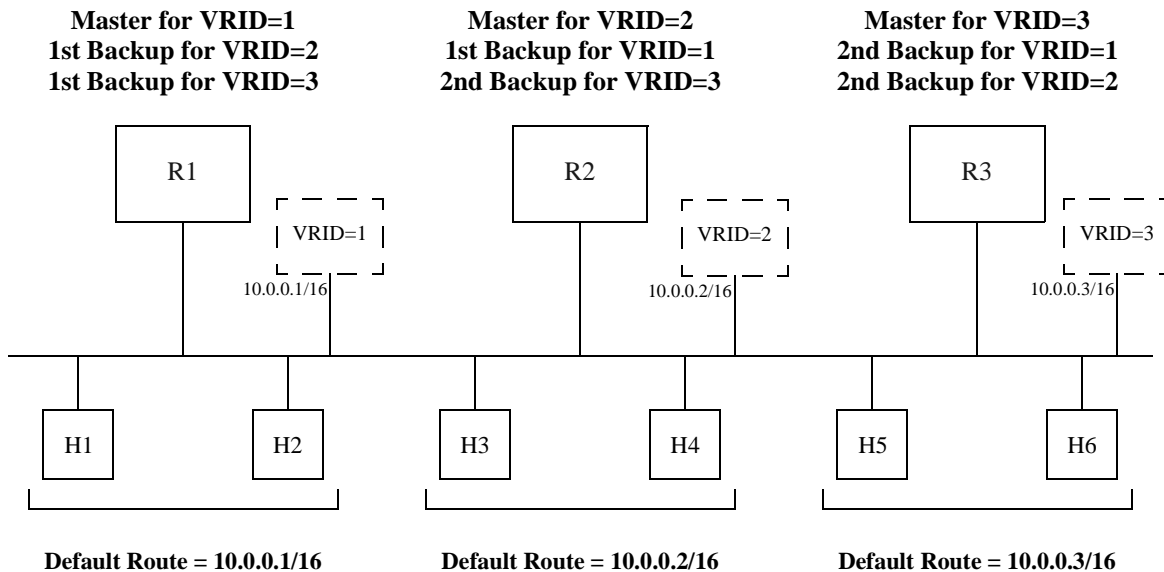 Master for VRID=1
1st Backup for VRID=2
1st Backup for VRID=3
Master for VRID=2
1st Backup for VRID=1
2nd Backup for VRID=3
Master for VRID=3
2nd Backup for VRID=1
2nd Backup for VRID=2
R1
R2
R3
VRID=1
VRID=2
VRID=3
10.0.0.1/16
10.0.0.2/16
10.0.0.3/16
H1
H2
H3
H4
H5
H6
Default Route = 10.0.0.1/16
Default Route = 10.0.0.2/16
Default Route = 10.0.0.3/16